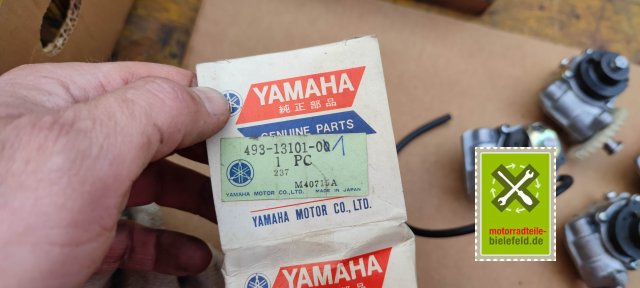 YAMAHA
純正部品
GENUINE PARTS
493-13101-00 1
1 PC
237
M40715A
YAMAHA MOTOR CO., LTD. MADE IN JAPAN
YAMAHA MOTOR CO., LTD.
YAMAHA
motorradteile-
bielefeld.de